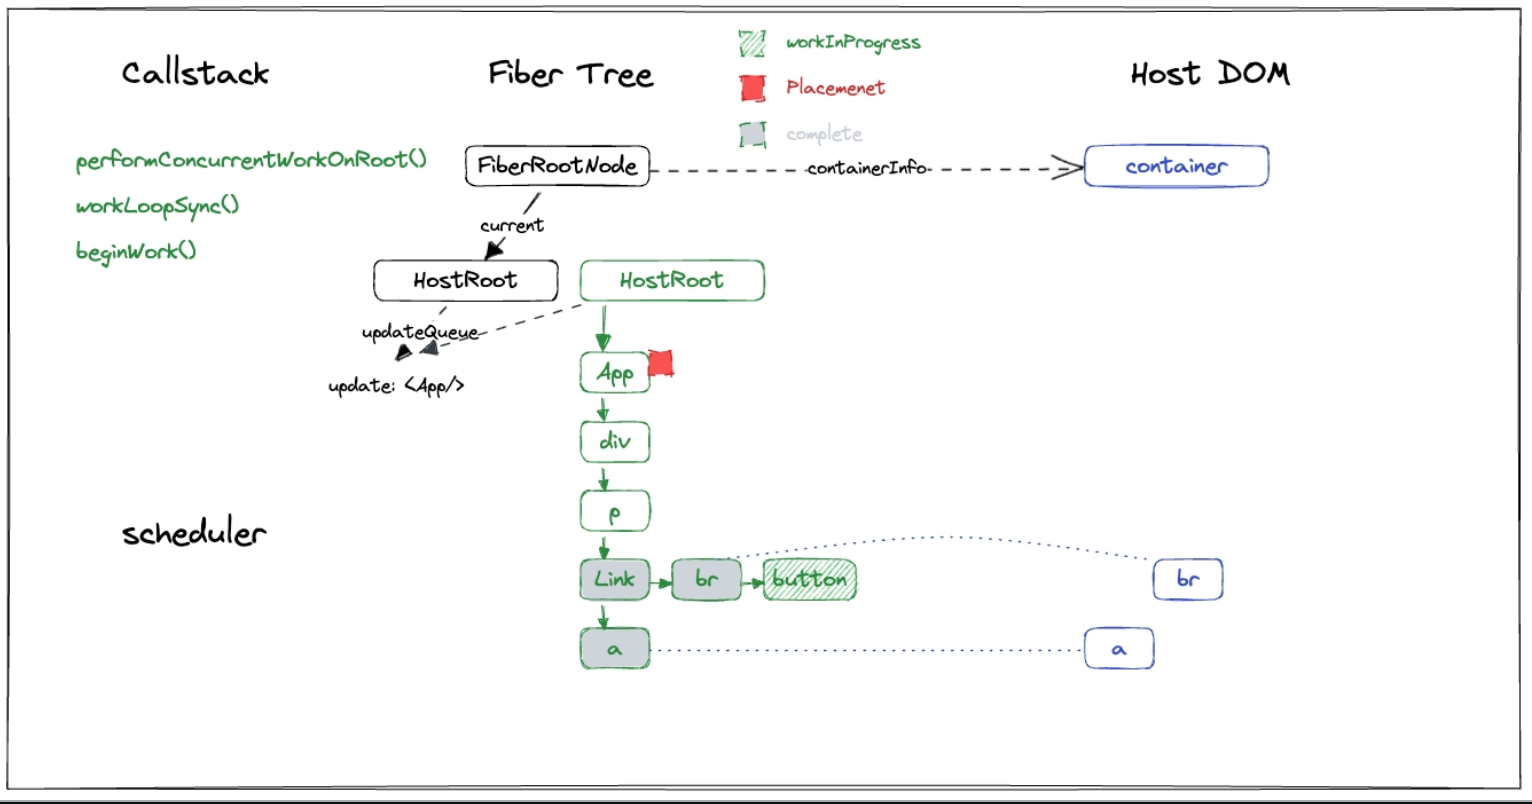 Callstack
Fiber Tree
Host DOM
workInProgress
Placemenet
complete
performConcurrentWorkOnRoot()
workLoopSync()
beginWork()
FiberRootNode
containerInfo
container
current
HostRoot
HostRoot
updateQueue
update: <App/>
App
div
p
scheduler
Link
br
button
br
a
a